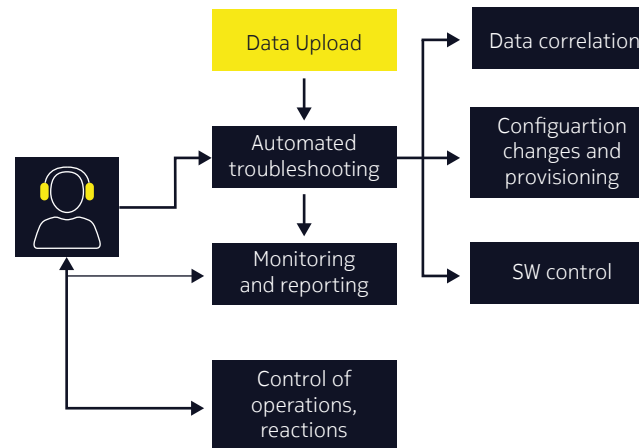 Data Upload
Data correlation
Automated
troubleshooting
Configuartion
changes and
provisioning
Monitoring
and reporting
SW control
Control of
operations,
reactions